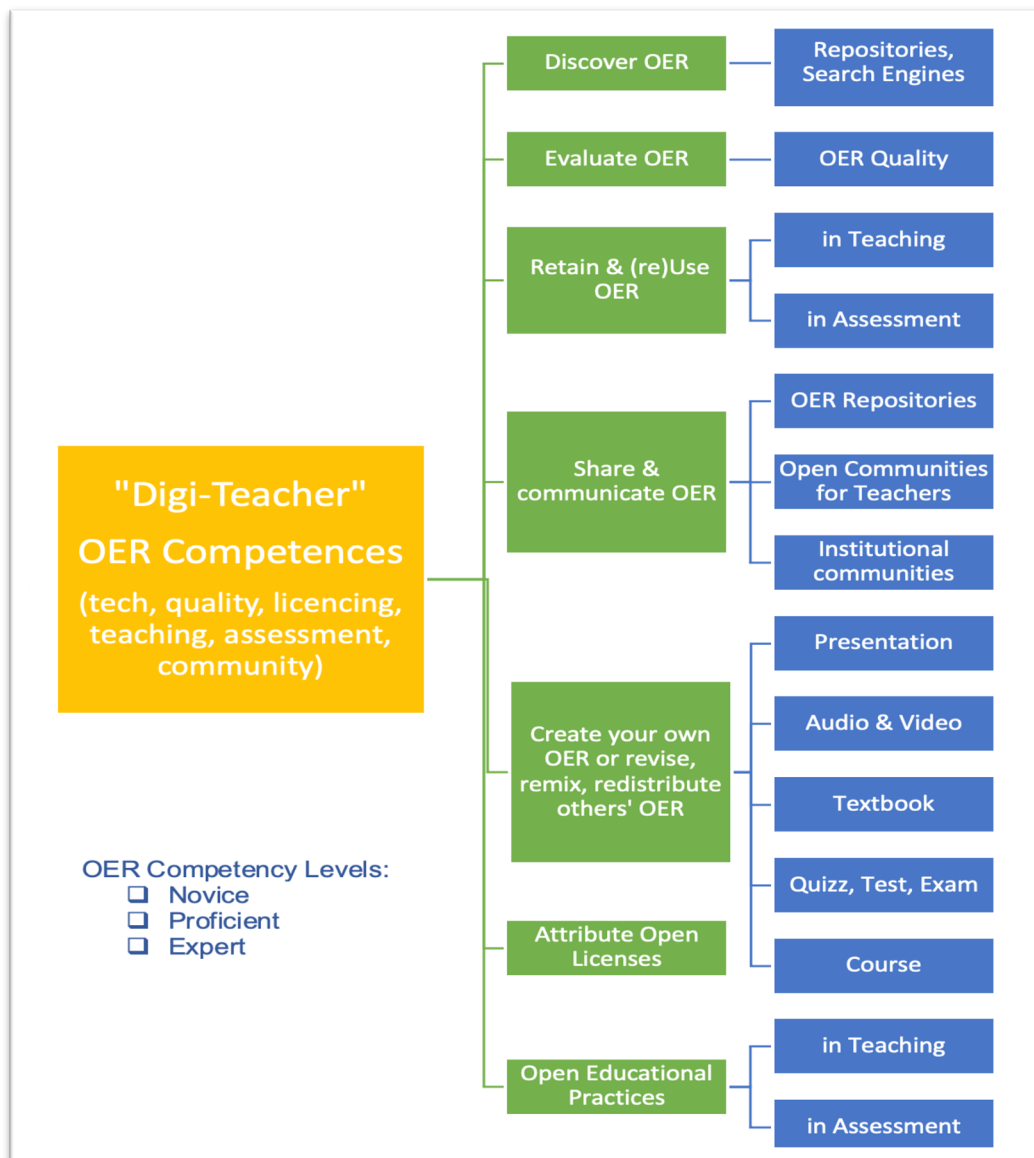 "Digi-Teacher"
OER Competences
(tech, quality, licencing,
teaching, assessment,
community)
OER Competency Levels:
Novice
Proficient
Expert
Discover OER
Repositories,
Search Engines
Evaluate OER
OER Quality
Retain & (re)Use
OER
in Teaching
in Assessment
Share &
communicate OER
OER Repositories
Open Communities
for Teachers
Institutional
communities
Create your own
OER or revise,
remix, redistribute
others' OER
Presentation
Audio & Video
Textbook
Quizz, Test, Exam
Course
Attribute Open
Licenses
Open Educational
Practices
in Teaching
in Assessment